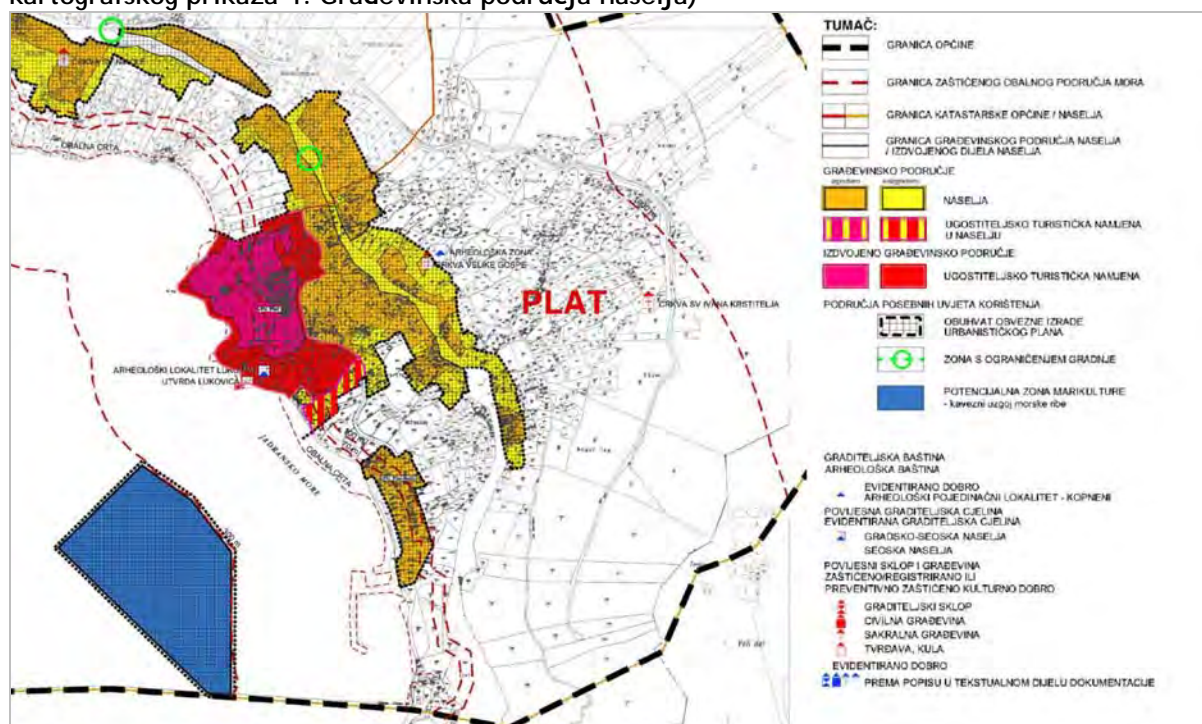 kartografskog prikaza 4. Građevinska područja naselja)
OBALNA CRTA
ARHEOLOŠKA ZONA
CRKVA VELIKE GOSPE
PLAT
CRKVA SV IVANA KRSTITELJA
ARHEOLOŠKI LOKALITET
UTVRDA LUKOVICA
JADRANSKO MORE
OBALNA CRTA
TUMAČ:
GRANICA OPĆINE
GRANICA ZAŠTIĆENOG OBALNOG PODRUČJA MORA
GRANICA KATASTARSKE OPĆINE / NASELJA
GRANICA GRAĐEVINSKOG PODRUČJA NASELJA
/ IZDVOJENOG DIJELA NASELJA
GRAĐEVINSKO PODRUČJE
NASELJA
UGOSTITELJSKO TURISTIČKA NAMJENA
U NASELJU
IZDVOJENO GRAĐEVINSKO PODRUČJE
UGOSTITELJSKO TURISTIČKA NAMJENA
PODRUČJA POSEBNIH UVJETA KORIŠTENJA
OBUHVAT OBVEZNE IZRADE
URBANISTIČKOG PLANA
ZONA S OGRANIČENJEM GRADNJE
POTENCIJALNA ZONA MARIKULTURE
- kavezni uzgoj morske ribe
GRADITELJSKA BAŠTINA
ARHEOLOŠKA BAŠTINA
EVIDENTIRANO DOBRO
ARHEOLOŠKI POJEDINAČNI LOKALITET - KOPNENI
POVIJESNA GRADITELJSKA CJELINA
EVIDENTIRANA GRADITELJSKA CJELINA
GRADSKO-SEOSKA NASELJA
SEOSKA NASELJA
POVIJESNI SKLOP I GRAĐEVINA
ZAŠTIĆENO/REGISTRIRANO ILI
PREVENTIVNO ZAŠTIĆENO KULTURNO DOBRO
GRADITELJSKI SKLOP
CIVILNA GRAĐEVINA
SAKRALNA GRAĐEVINA
TVRĐAVA, KULA
EVIDENTIRANO DOBRO
PREMA POPISU U TEKSTUALNOM DIJELU DOKUMENTACIJE